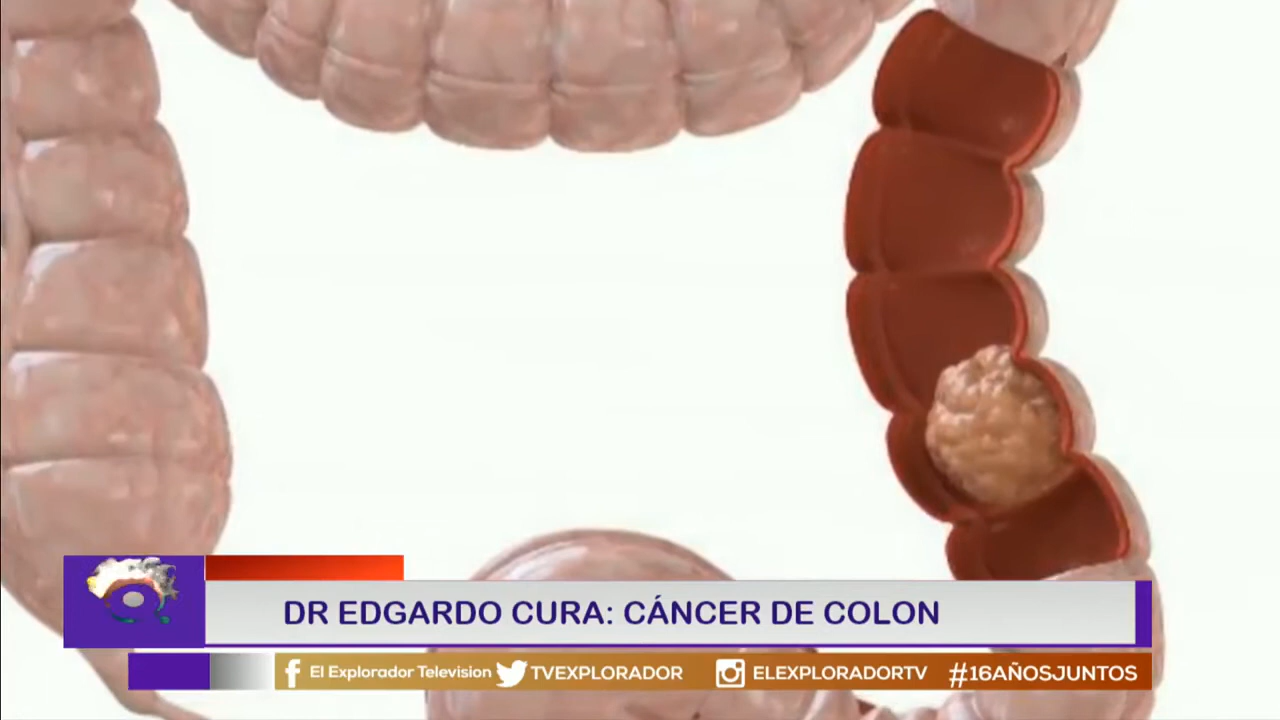 DR EDGARDO CURA: CÁNCER DE COLON
El Explorador Television TVEXPLORADOR ELEXPLORADORTV #16AÑOSJUNTOS